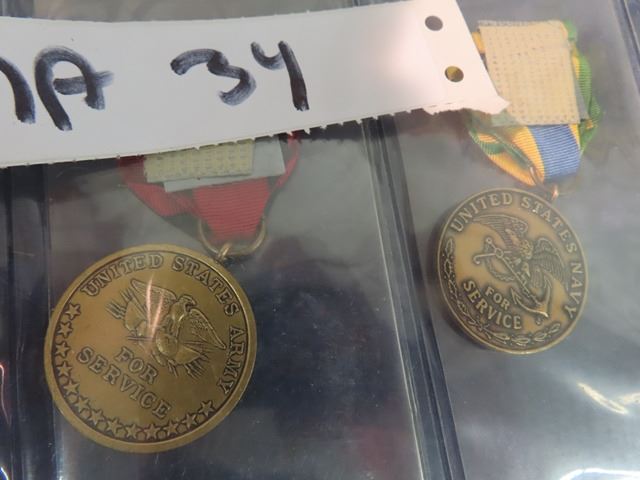 34
UNITED STATES ARMY
FOR
SERVICE
UNITED STATES NAVY
FOR
SERVICE